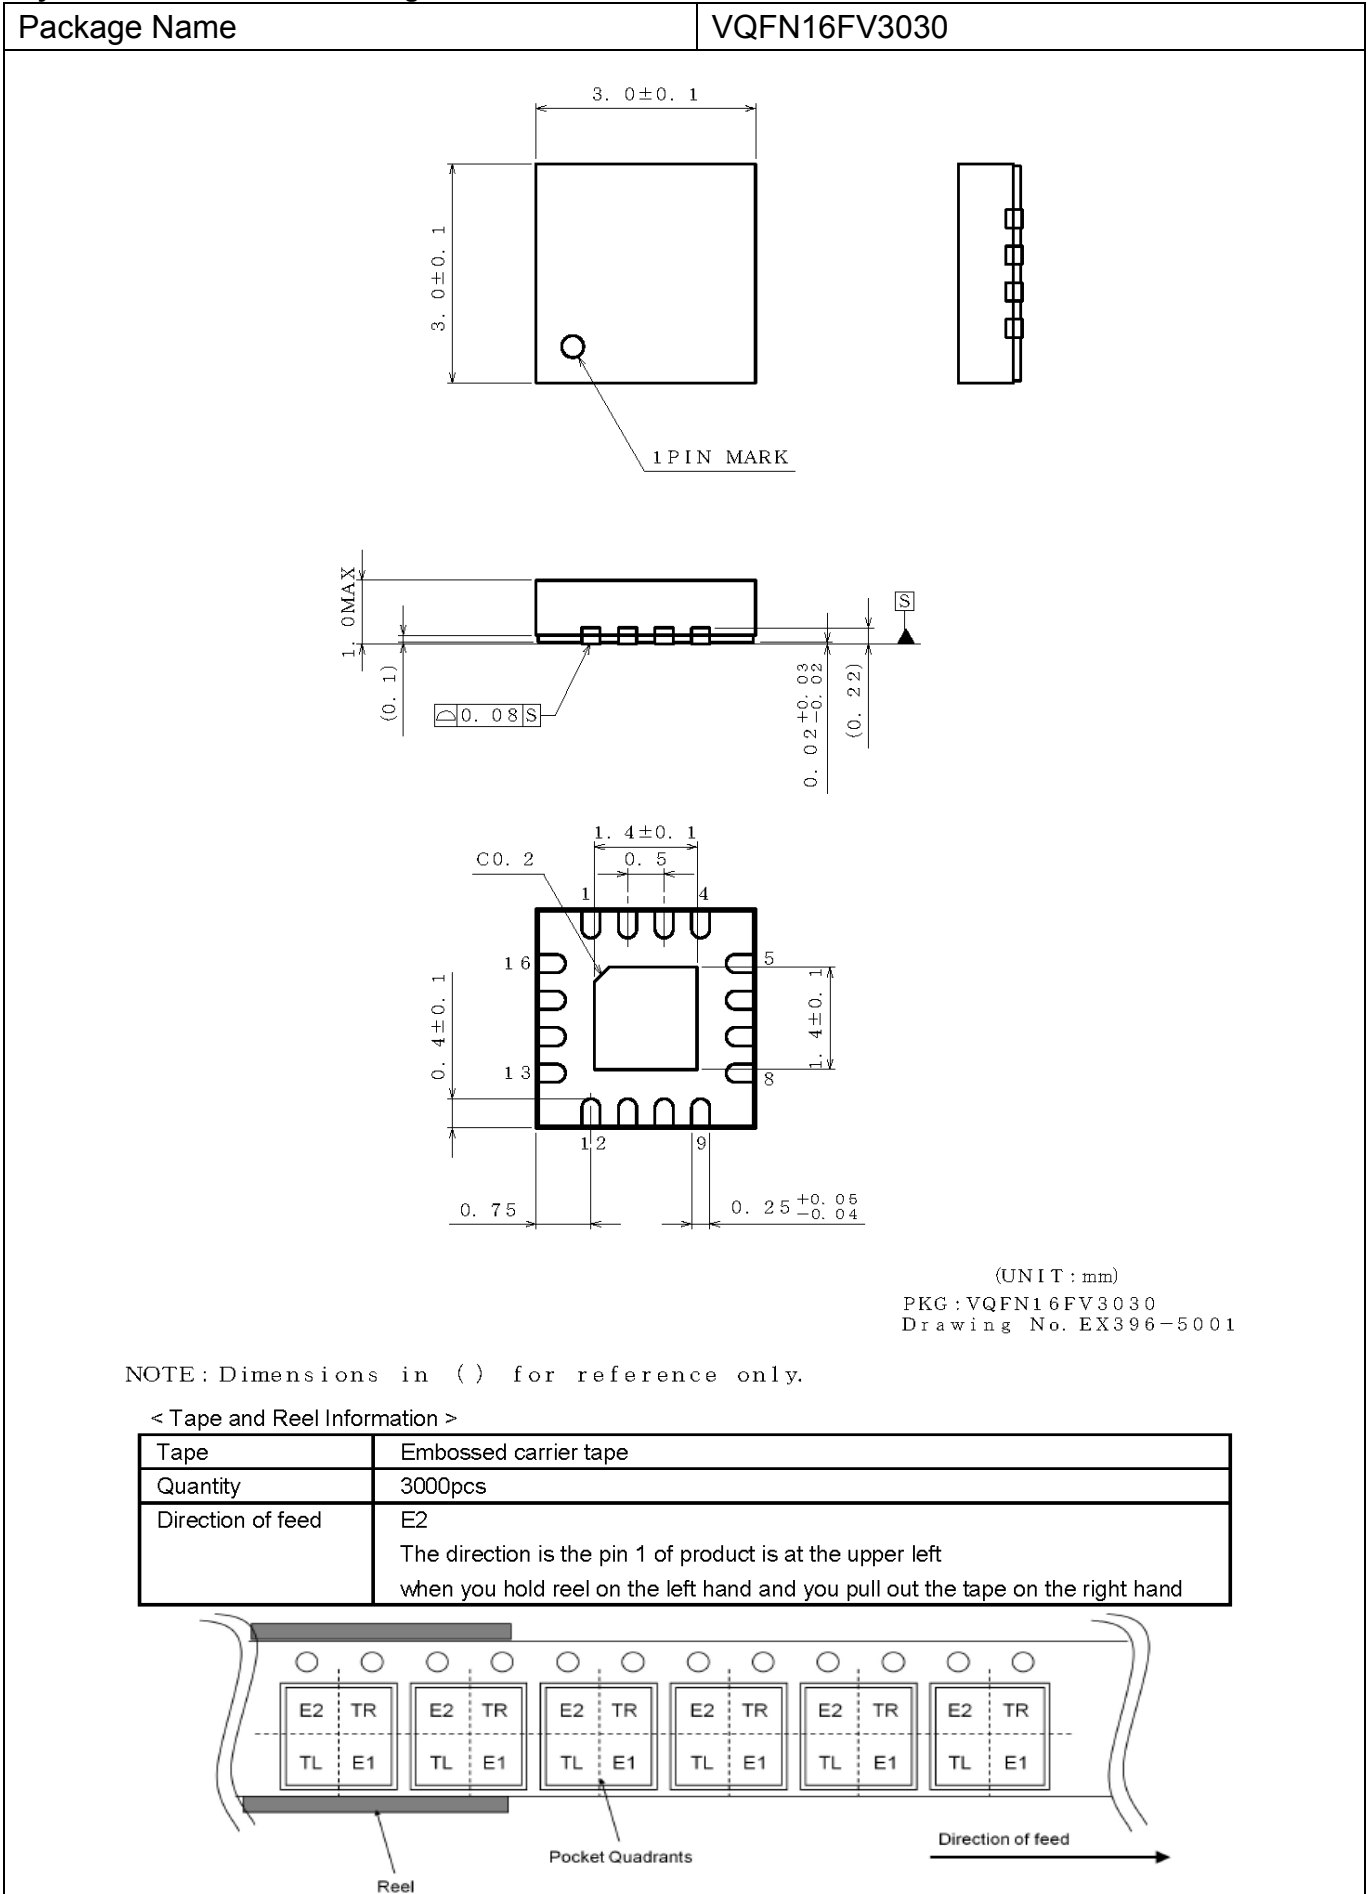 Package Name VQFN16FV3030
3. 0±0. 1
3. 0±0. 1
1PIN MARK
1. 0MAX
S
(0. 1)
0. 08 S
0. 02 +0. 03 -0. 02
(0. 22)
1. 4±0. 1
C0. 2
0. 5
1 4
16 5
0. 4±0. 1
1. 4±0. 1
13 8
12 9
0. 75
0. 25 +0. 05 -0. 04
(UNIT : mm)
PKG : VQFN16FV3030
Drawing No. EX396-5001
NOTE : Dimensions in ( ) for reference only.
< Tape and Reel Information >
Tape Embossed carrier tape
Quantity 3000pcs
Direction of feed E2
The direction is the pin 1 of product is at the upper left
when you hold reel on the left hand and you pull out the tape on the right hand
E2 TR E2 TR E2 TR E2 TR E2 TR E2 TR
TL E1 TL E1 TL E1 TL E1 TL E1 TL E1
Direction of feed
Pocket Quadrants
Reel